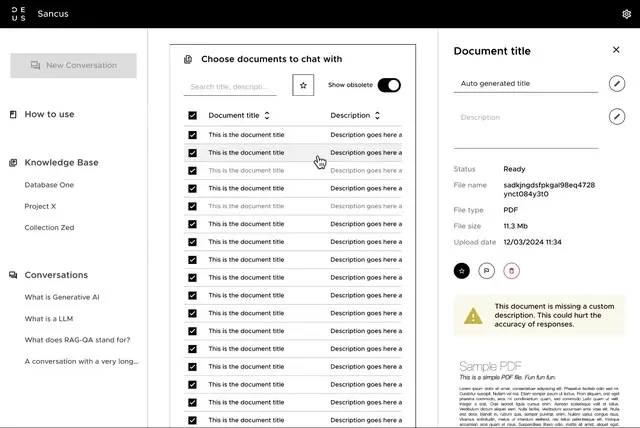 DE
US
Sancus
New Conversation
How to use
Knowledge Base
Database One
Project X
Collection Zed
Conversations
What is Generative AI
What is a LLM
What does RAG-QA stand for?
A conversation with a very long...
Choose documents to chat with
Search title, descripti...
Show obsolete
Document title
Description
This is the document title
Description goes here a
This is the document title
Description goes here a
This is the document title
Description goes here a
This is the document title
Description goes here a
This is the document title
Description goes here a
This is the document title
Description goes here a
This is the document title
Description goes here a
This is the document title
Description goes here a
This is the document title
Description goes here a
This is the document title
Description goes here a
This is the document title
Description goes here a
This is the document title
Description goes here a
This is the document title
Description goes here a
This is the document title
Description goes here a
This is the document title
Description goes here a
This is the document title
Description goes here a
This is the document title
Description goes here a
Document title
Auto generated title
Description
Status
Ready
File name
sadkjngdsfpkgal98eq4728
ynct084y3t0
File type
PDF
File size
11,3 Mb
Upload date
12/03/2024 11:34
This document is missing a custom
description. This could hurt the
accuracy of responses.
Sample PDF
This is a simple PDF file. Fun fun fun.